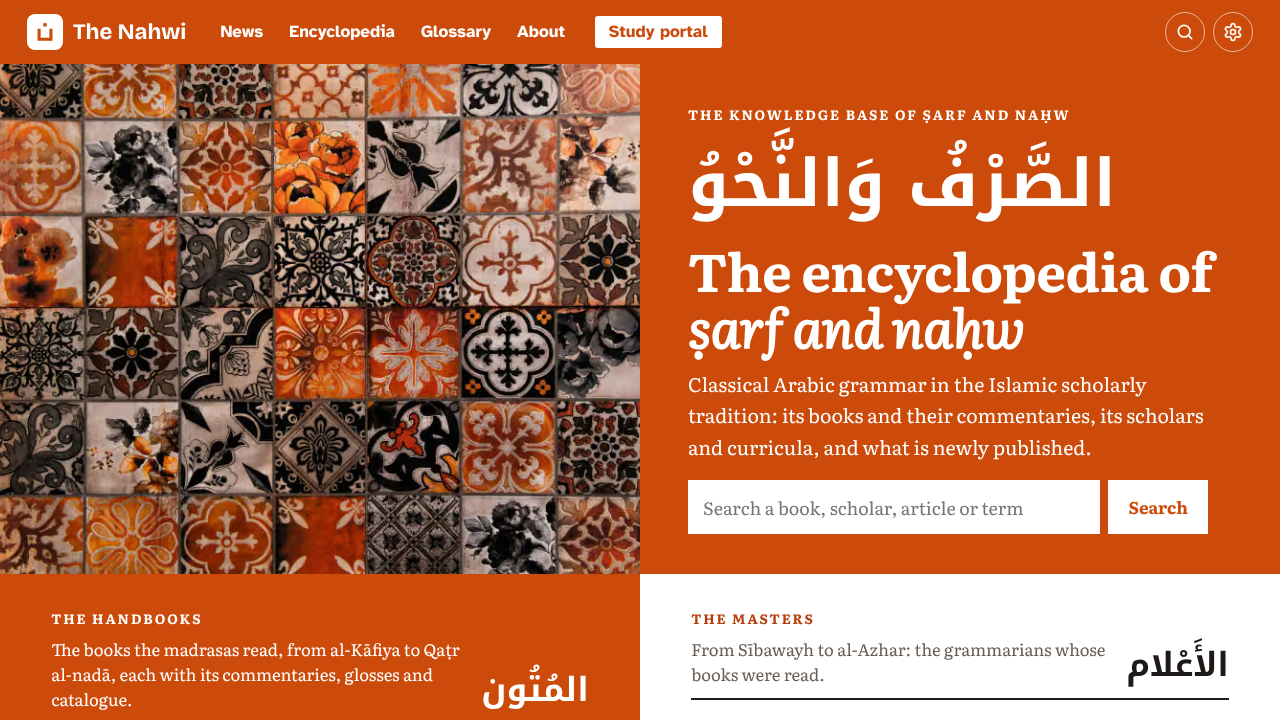 ن The Nahwi News Encyclopedia Glossary About Study portal
THE KNOWLEDGE BASE OF ṢARF AND NAḤW
الصَّرْفُ وَالنَّحْوُ
The encyclopedia of
ṣarf and naḥw
Classical Arabic grammar in the Islamic scholarly
tradition: its books and their commentaries, its scholars
and curricula, and what is newly published.
Search a book, scholar, article or term Search
THE HANDBOOKS
The books the madrasas read, from al-Kāfiya to Qaṭr
al-nadā, each with its commentaries, glosses and
catalogue.
المُتُون
THE MASTERS
From Sībawayh to al-Azhar: the grammarians whose
books were read.
الأَعْلام